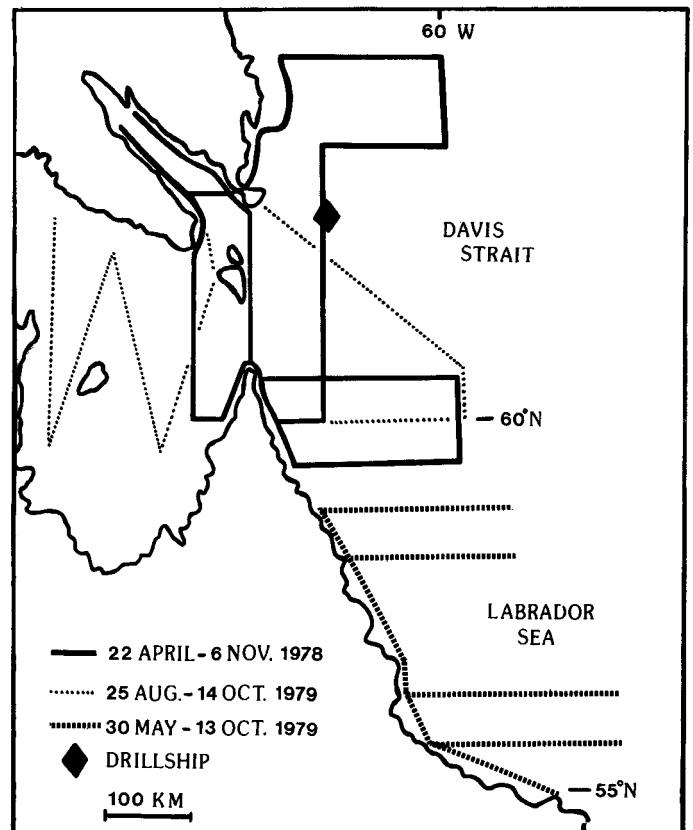 60 W
DAVIS
STRAIT
60°N
LABRADOR
SEA
22 APRIL - 6 NOV. 1978
25 AUG. - 14 OCT. 1979
30 MAY - 13 OCT. 1979
DRILLSHIP
55°N
100 KM